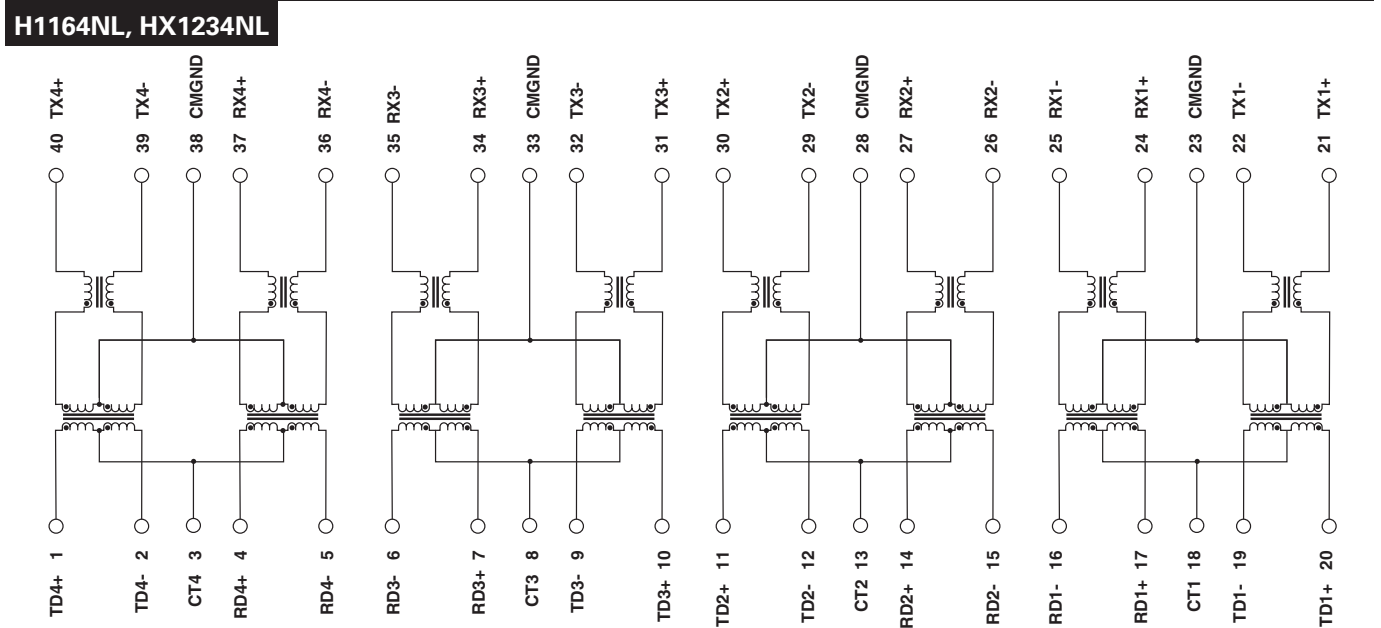 H1164NL, HX1234NL
40 TX4+
39 TX4-
38 CMGND
37 RX4+
36 RX4-
35 RX3-
34 RX3+
33 CMGND
32 TX3-
31 TX3+
30 TX2+
29 TX2-
28 CMGND
27 RX2+
26 RX2-
25 RX1-
24 RX1+
23 CMGND
22 TX1-
21 TX1+
TD4+ 1
TD4- 2
CT4 3
RD4+ 4
RD4- 5
RD3- 6
RD3+ 7
CT3 8
TD3- 9
TD3+ 10
TD2+ 11
TD2- 12
CT2 13
RD2+ 14
RD2- 15
RD1- 16
RD1+ 17
CT1 18
TD1- 19
TD1+ 20